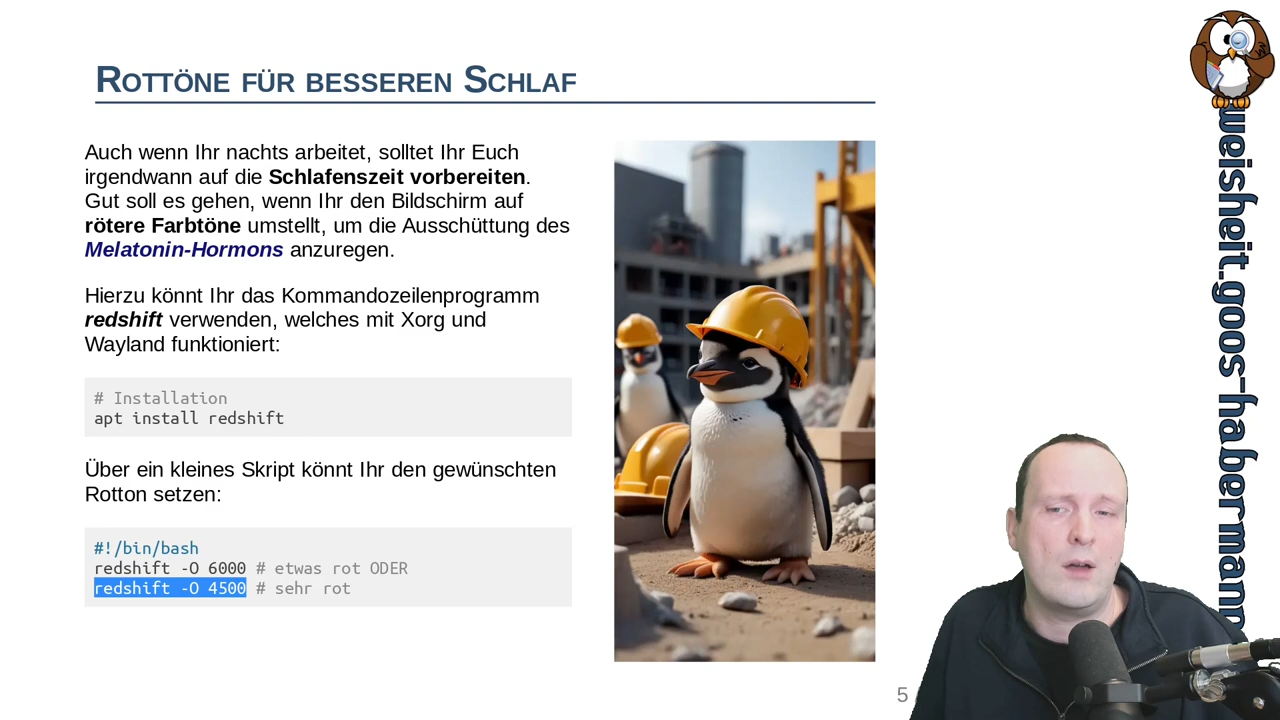 Rottöne für besseren Schlaf
Auch wenn Ihr nachts arbeitet, solltet Ihr Euch
irgendwann auf die Schlafenszeit vorbereiten.
Gut soll es gehen, wenn Ihr den Bildschirm auf
rötere Farbtöne umstellt, um die Ausschüttung des
Melatonin-Hormons anzuregen.
Hierzu könnt Ihr das Kommandozeilenprogramm
redshift verwenden, welches mit Xorg und
Wayland funktioniert:
# Installation
apt install redshift
Über ein kleines Skript könnt Ihr den gewünschten
Rotton setzen:
#!/bin/bash
redshift -O 6000 # etwas rot ODER
redshift -O 4500 # sehr rot
5
weisheit.goos-habermann